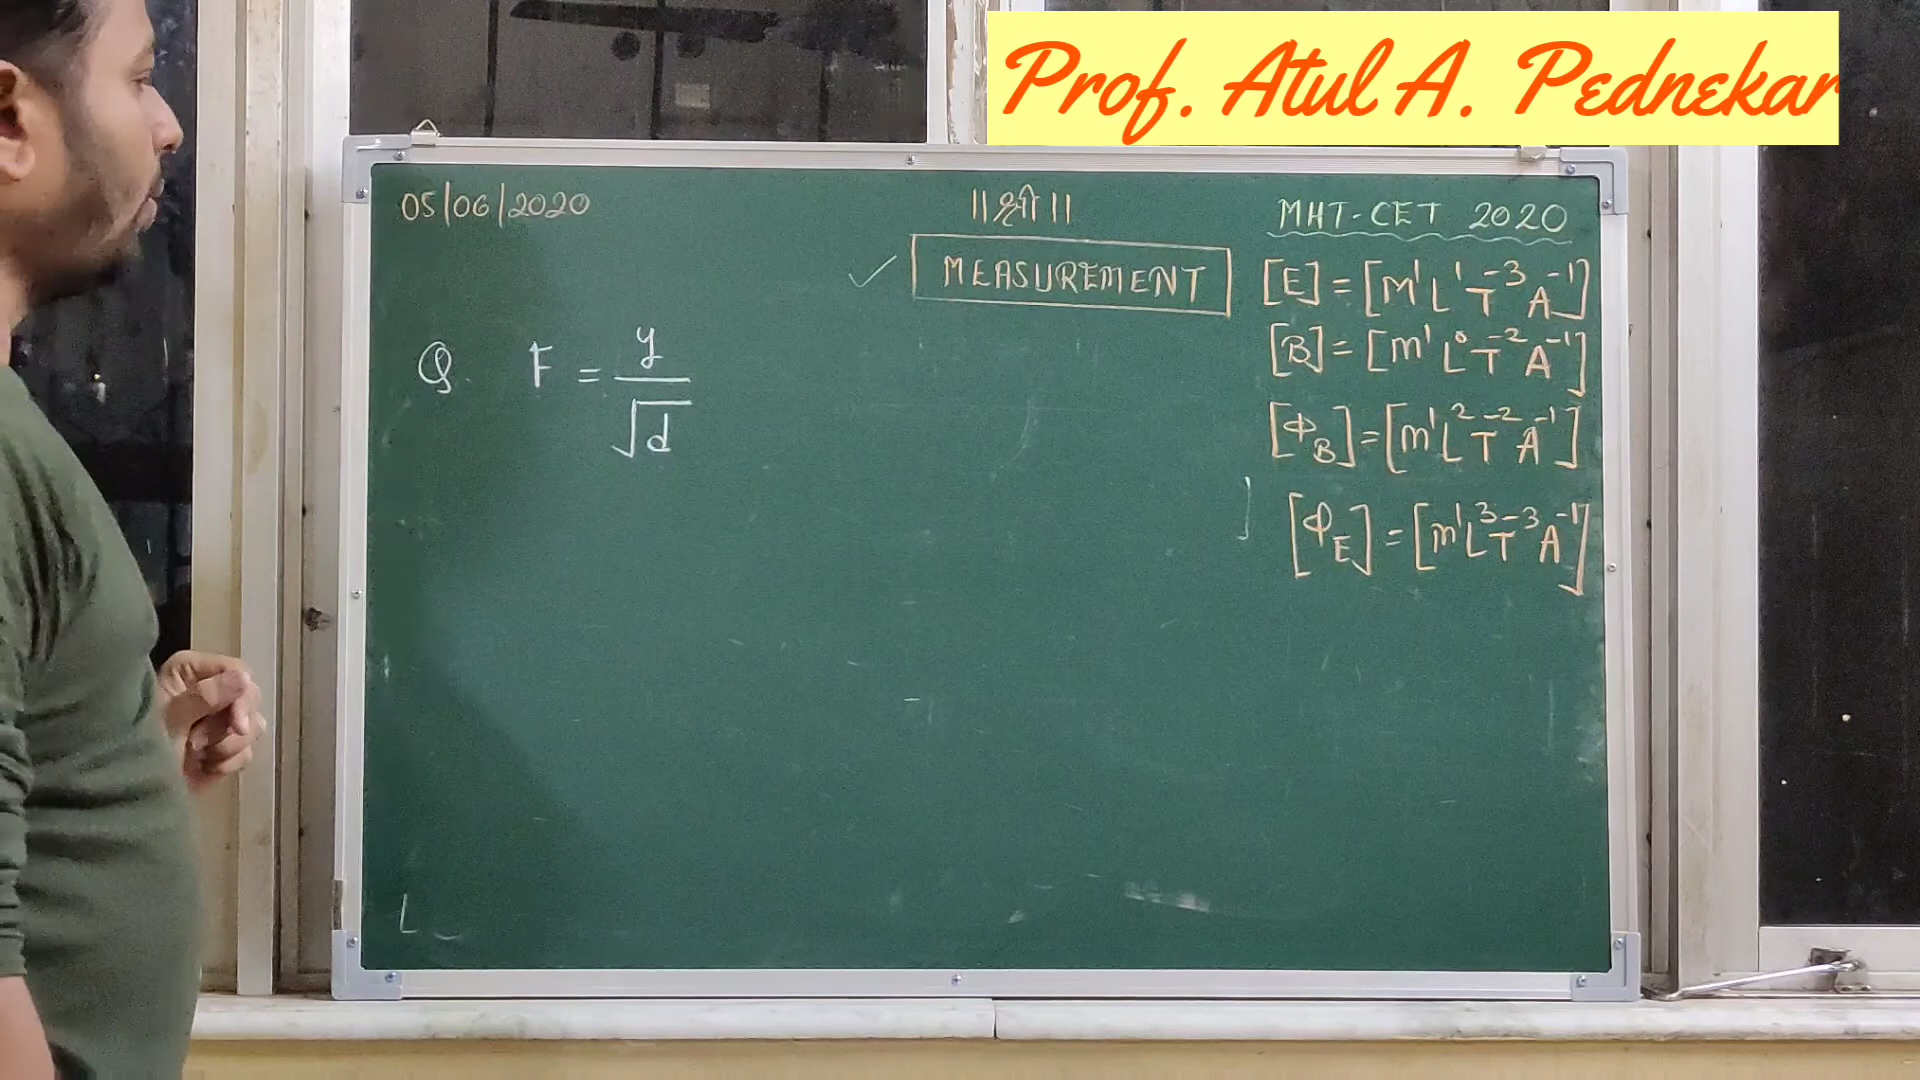 Prof. Atul A. Pednekar
05/06/2020
॥श्री॥
MHT-CET 2020
✓ MEASUREMENT
[E] = [M¹L¹T⁻³A⁻¹]
[B] = [M¹L⁰T⁻²A⁻¹]
[Φ_B] = [M¹L²T⁻²A⁻¹]
[Φ_E] = [M¹L³T⁻³A⁻¹]
Q. F = y/√d